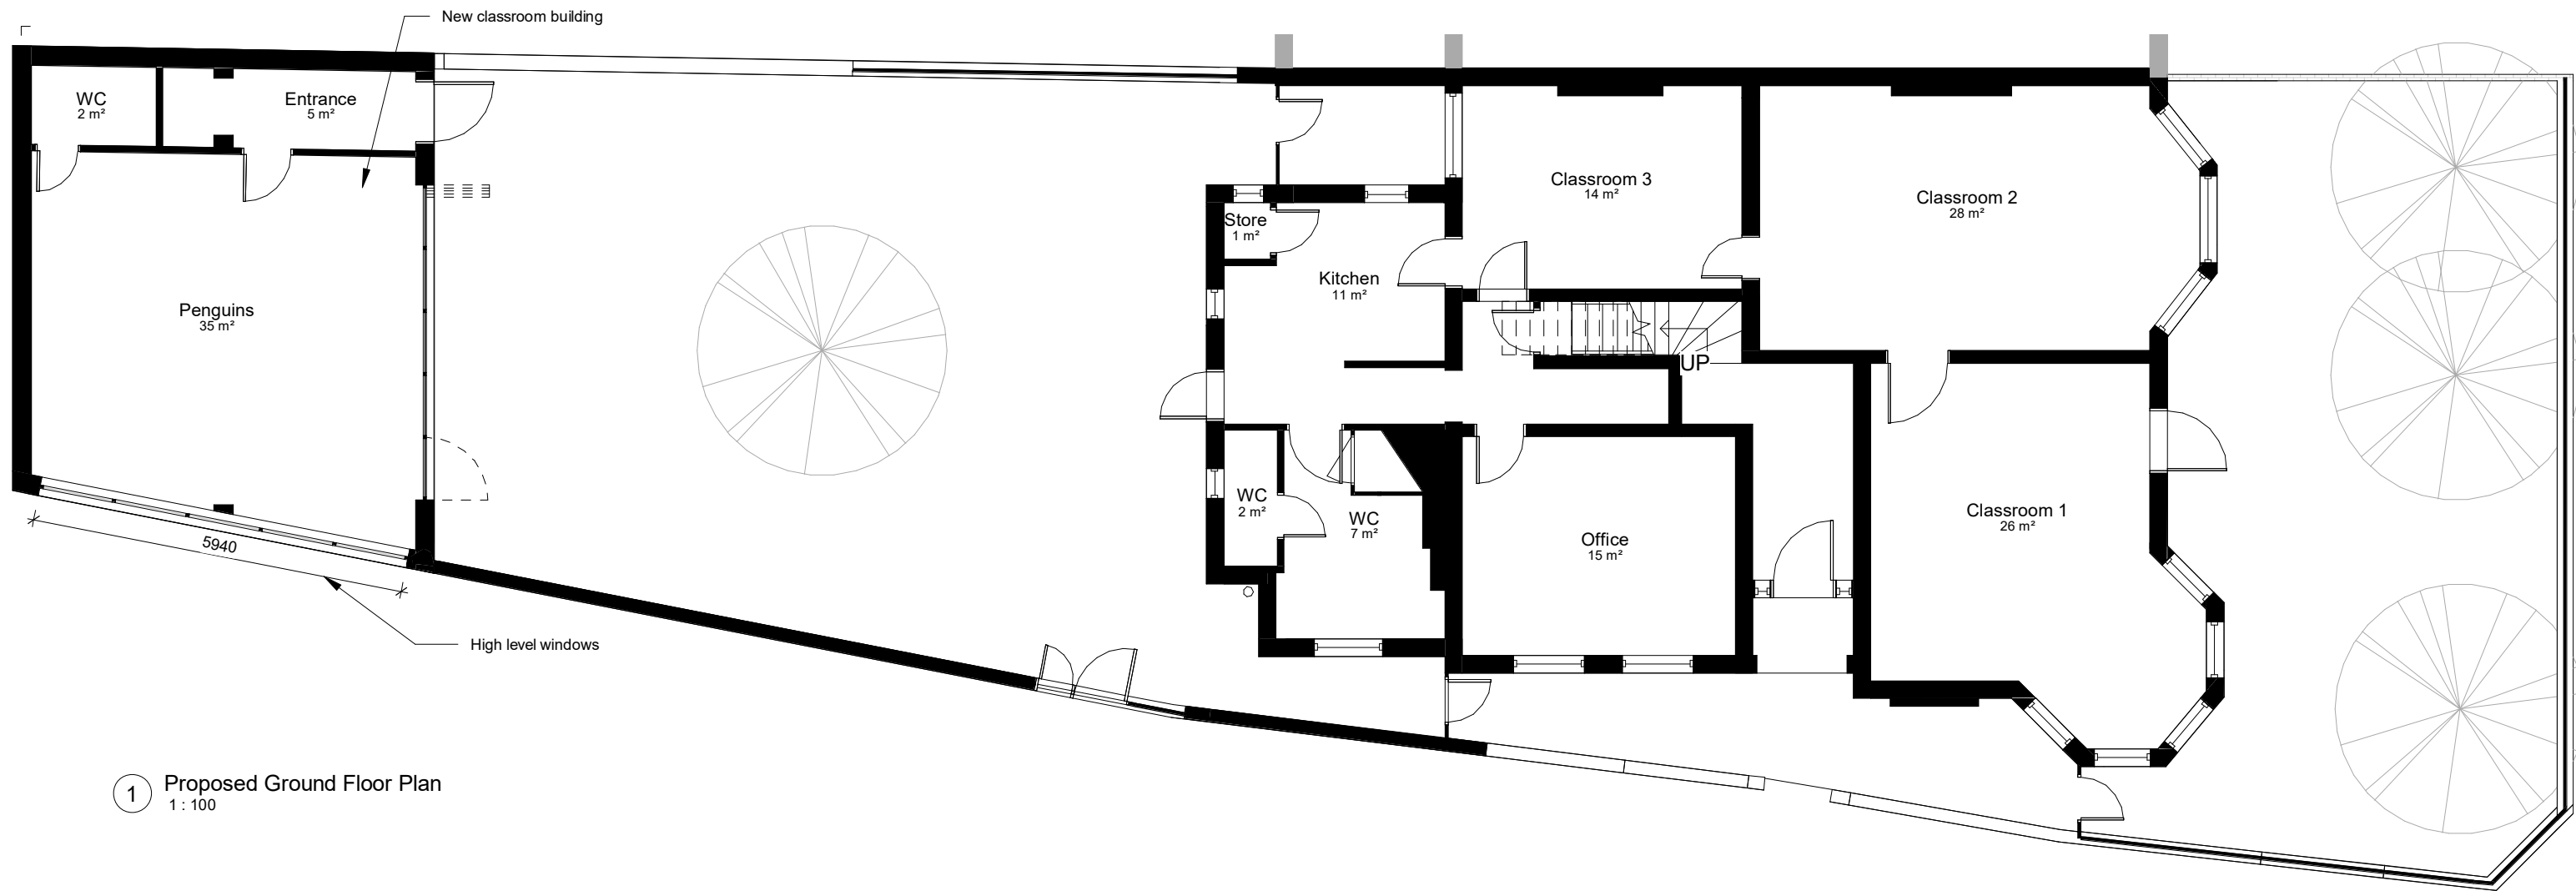 New classroom building
WC
2 m²
Entrance
5 m²
Penguins
35 m²
5940
High level windows
Store
1 m²
Kitchen
11 m²
Classroom 3
14 m²
Classroom 2
28 m²
UP
WC
2 m²
WC
7 m²
Office
15 m²
Classroom 1
26 m²
1
Proposed Ground Floor Plan
1 : 100